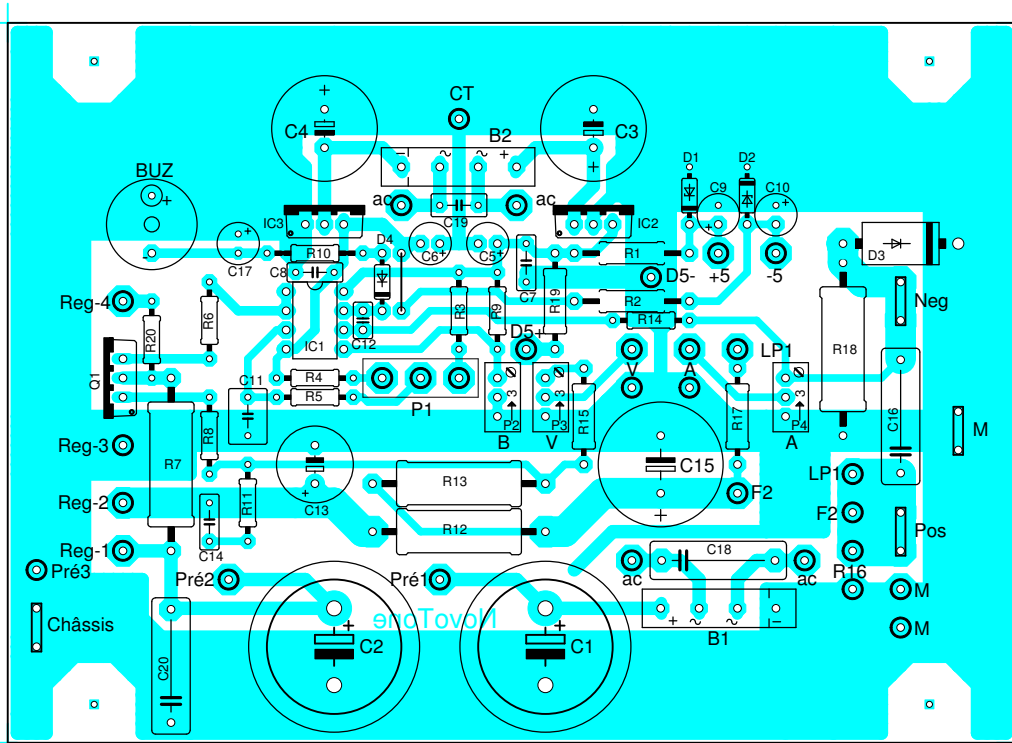 CT
C4
B2
C3
BUZ
D1
D2
ac
C19
ac
C9
C10
IC3
IC2
C17
R10
D4
C6
C5
R1
D3
C8
C7
D5-
+5
-5
Reg-4
R6
R3
R9
R19
R2
Neg
R20
IC1
C12
D5+
R14
V
A
LP1
R18
Q1
R4
R5
P1
C11
3
P2
3
P3
3
P4
B
V
R15
R17
A
C16
M
Reg-3
R8
R7
R13
C15
LP1
Reg-2
R11
C13
F2
F2
C14
R12
Pos
Reg-1
C18
Pré3
Pré2
Pré1
ac
ac
R16
M
Châssis
NovoTone
C2
C1
B1
M
C20